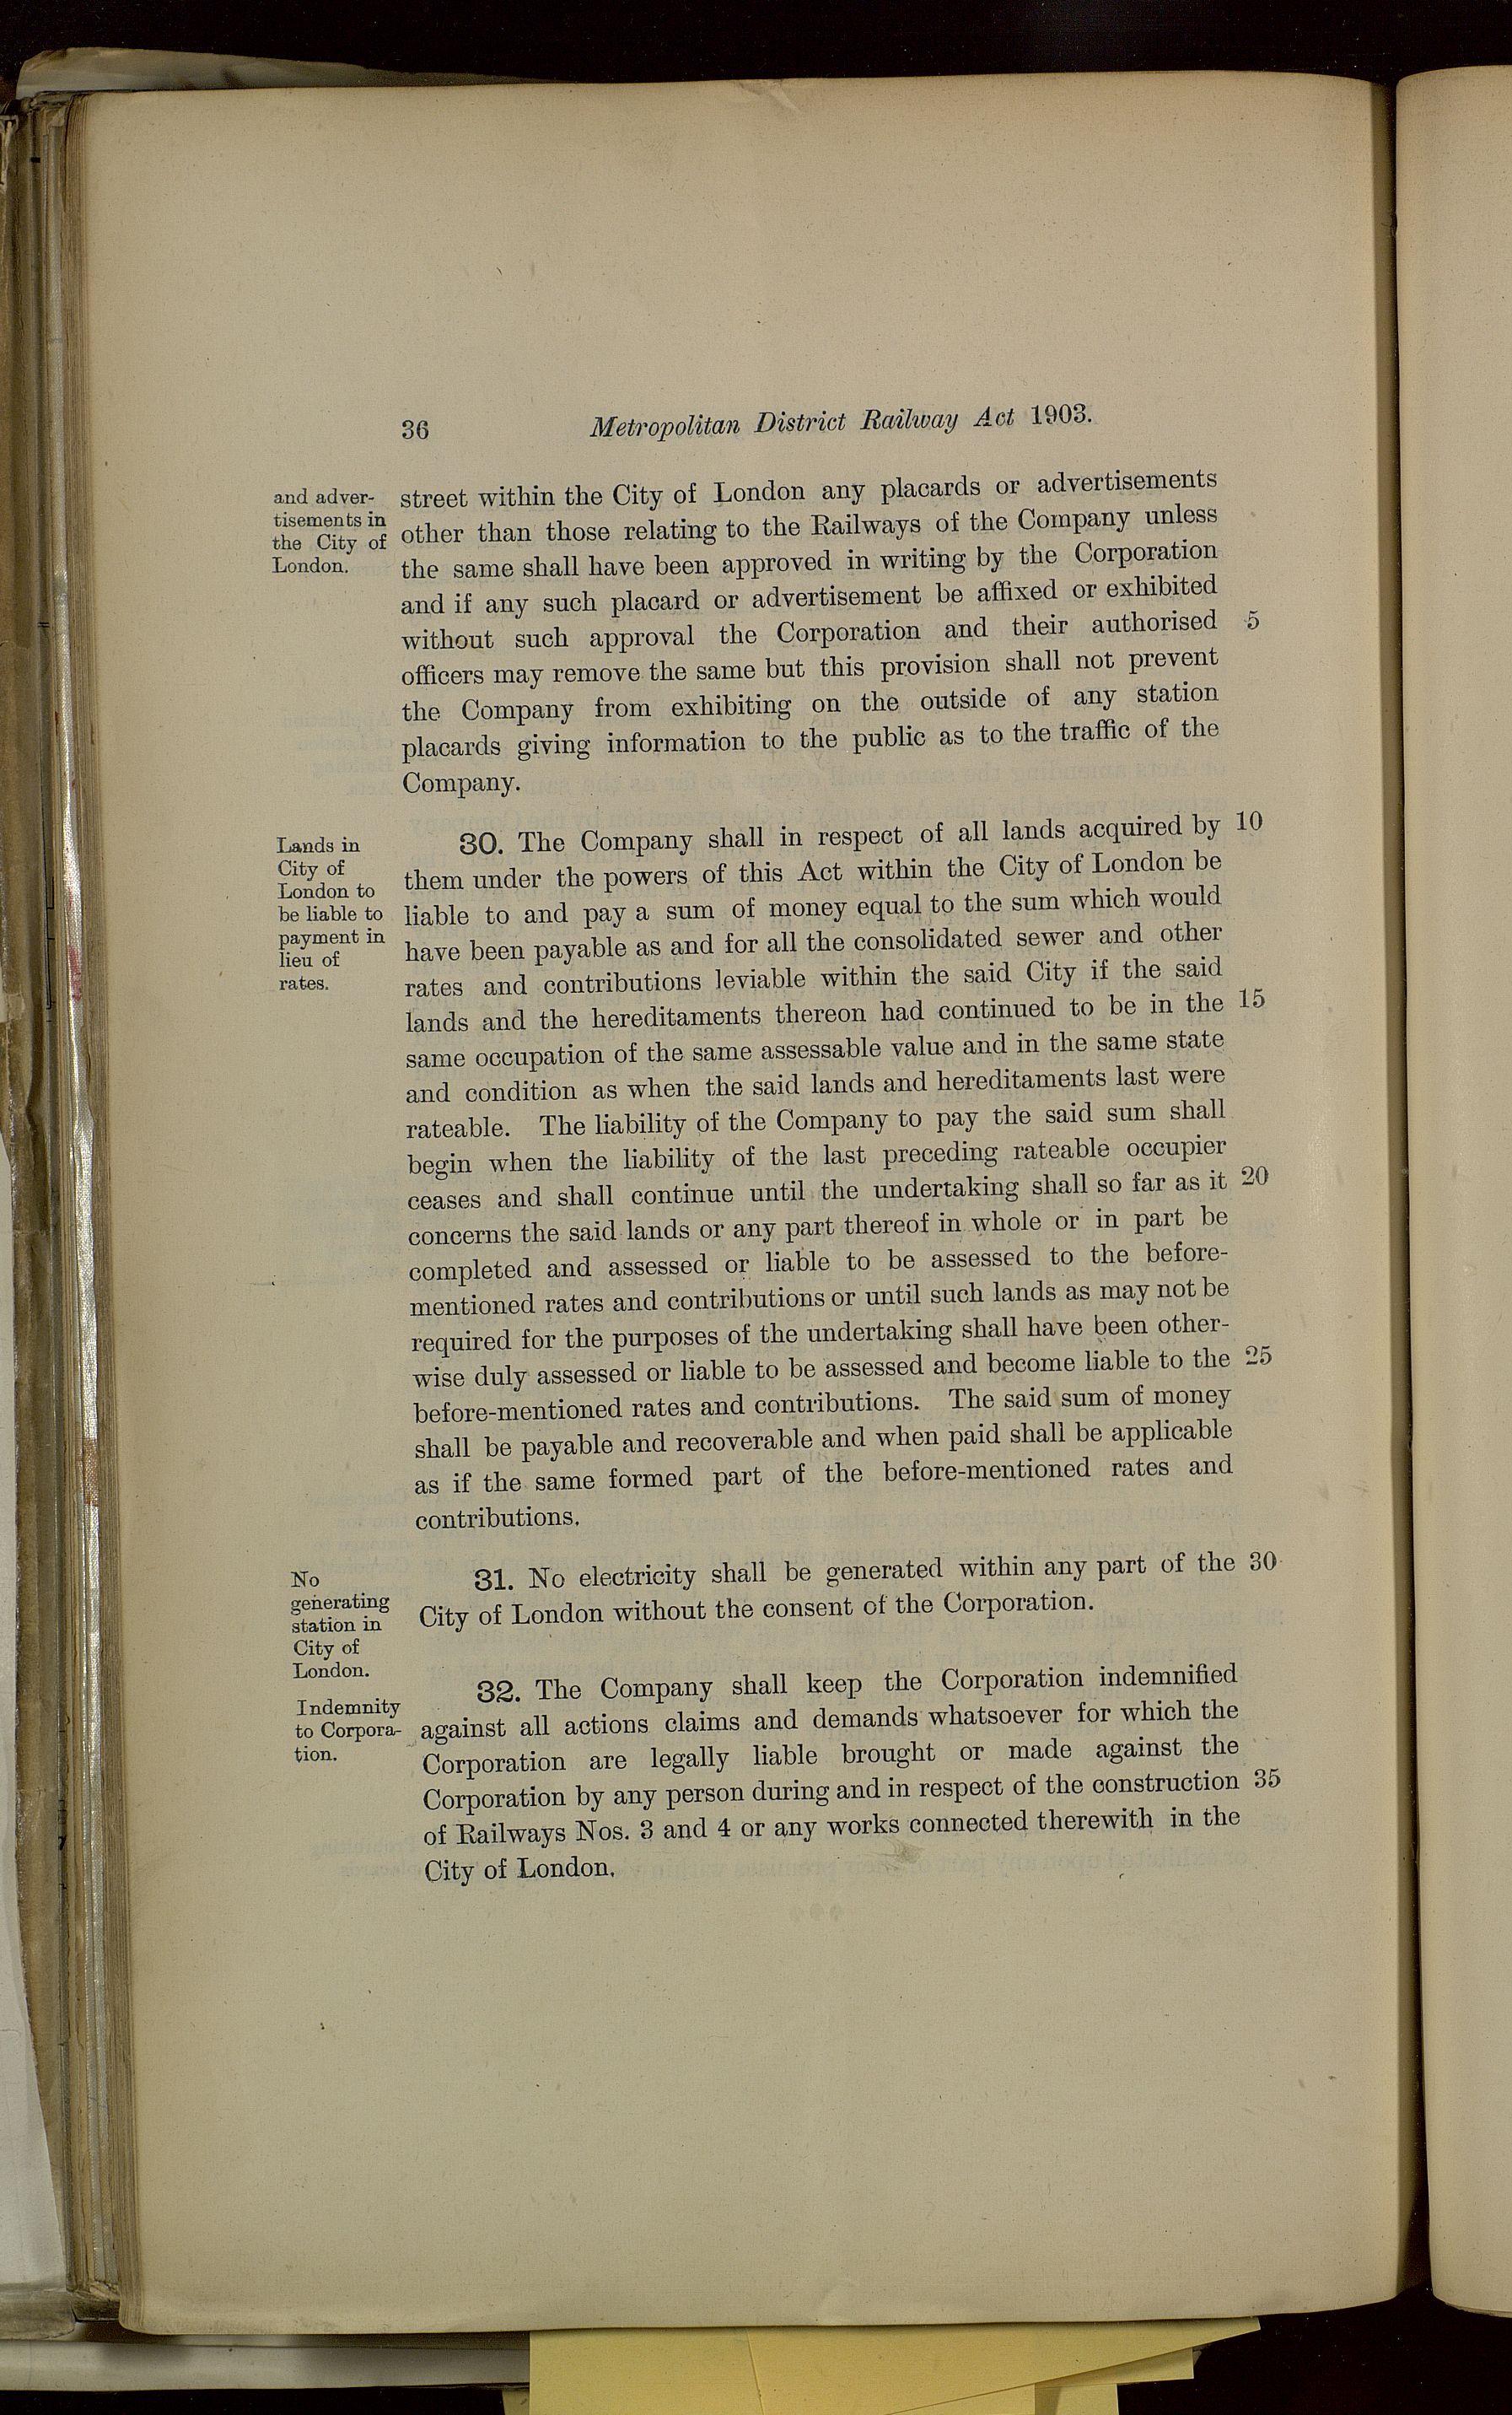 36 Metropolitan District Railway Act 1903.
and adver-
tisements in
the City of
London.
street within the City of London any placards or advertisements
other than those relating to the Railways of the Company unless
the same shall have been approved in writing by the Corporation
and if any such placard or advertisement be affixed or exhibited
without such approval the Corporation and their authorised 5
officers may remove the same but this provision shall not prevent
the Company from exhibiting on the outside of any station
placards giving information to the public as to the traffic of the
Company.
Lands in
City of
London to
be liable to
payment in
lieu of
rates.
30. The Company shall in respect of all lands acquired by 10
them under the powers of this Act within the City of London be
liable to and pay a sum of money equal to the sum which would
have been payable as and for all the consolidated sewer and other
rates and contributions leviable within the said City if the said
lands and the hereditaments thereon had continued to be in the 15
same occupation of the same assessable value and in the same state
and condition as when the said lands and hereditaments last were
rateable. The liability of the Company to pay the said sum shall
begin when the liability of the last preceding rateable occupier
ceases and shall continue until the undertaking shall so far as it 20
concerns the said lands or any part thereof in whole or in part be
completed and assessed or liable to be assessed to the before-
mentioned rates and contributions or until such lands as may not be
required for the purposes of the undertaking shall have been other-
wise duly assessed or liable to be assessed and become liable to the 25
before-mentioned rates and contributions. The said sum of money
shall be payable and recoverable and when paid shall be applicable
as if the same formed part of the before-mentioned rates and
contributions.
No
generating
station in
City of
London.
31. No electricity shall be generated within any part of the 30
City of London without the consent of the Corporation.
Indemnity
to Corpora-
tion.
32. The Company shall keep the Corporation indemnified
against all actions claims and demands whatsoever for which the
Corporation are legally liable brought or made against the
Corporation by any person during and in respect of the construction 35
of Railways Nos. 3 and 4 or any works connected therewith in the
City of London.